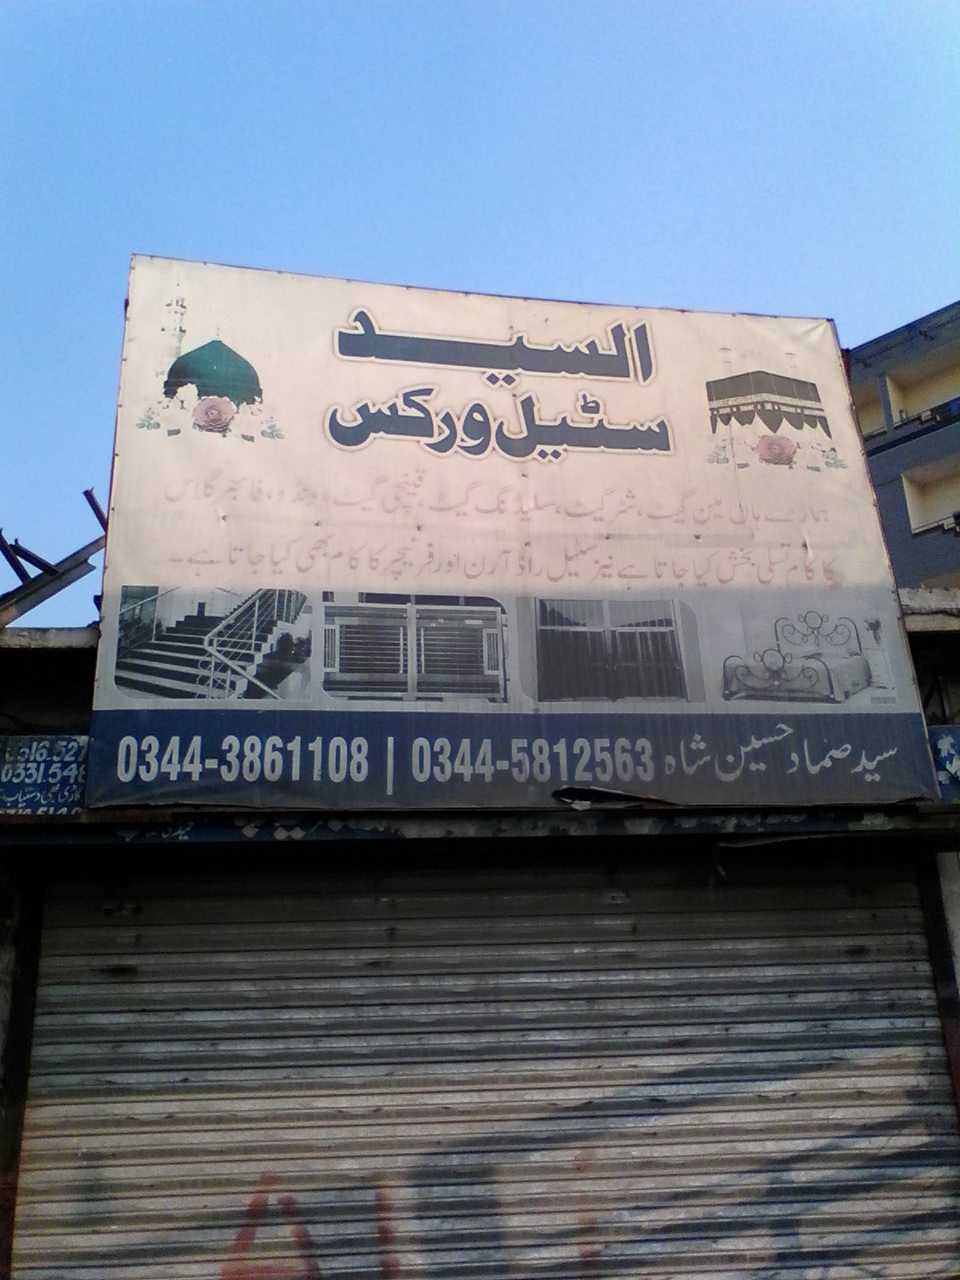 السید
سٹیل ورکس
ہمارے ہاں مین گیٹ، شٹر گیٹ، سلیڈنگ گیٹ، قینچی گیٹ، ونڈو، فائبر گلاس
کا کام تسلی بخش کیا جاتا ہے نیز سٹیل راڈ آئرن اور فرنیچر کا کام بھی کیا جاتا ہے۔
0344-3861108 | 0344-5812563 سید صماد حسین شاہ